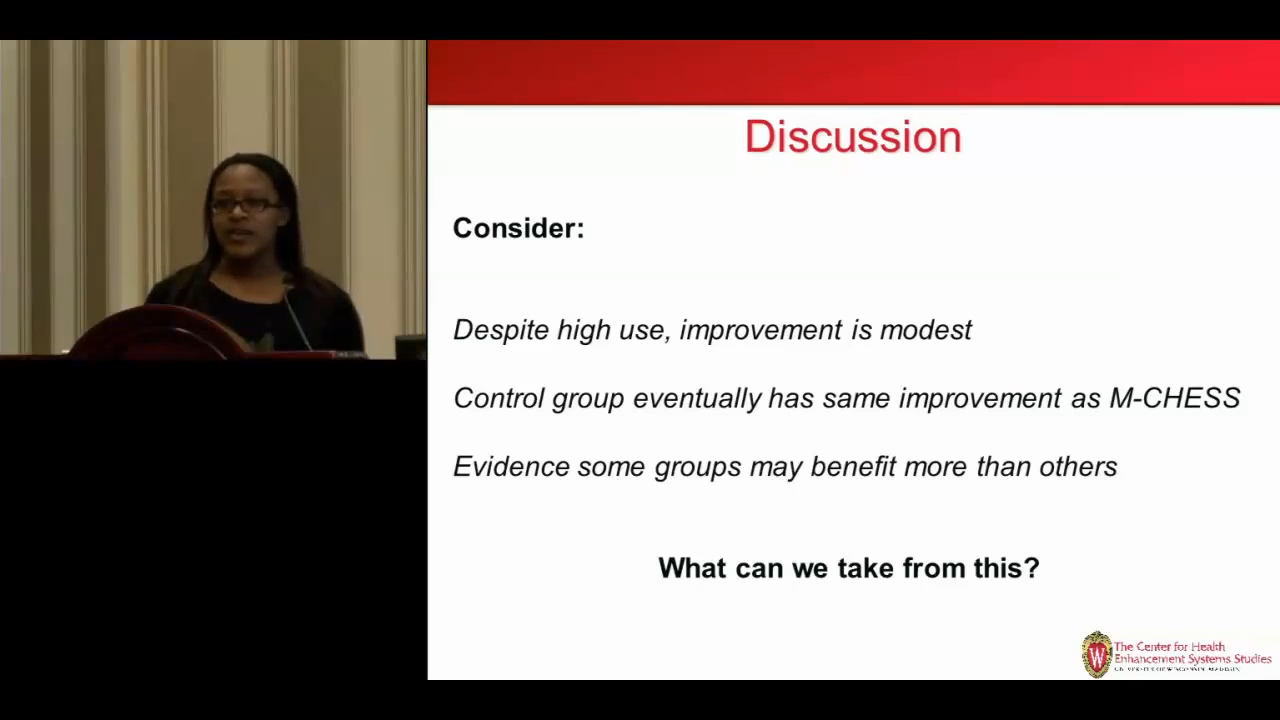 Discussion
Consider:
Despite high use, improvement is modest
Control group eventually has same improvement as M-CHESS
Evidence some groups may benefit more than others
What can we take from this?
W
The Center for Health
Enhancement Systems Studies